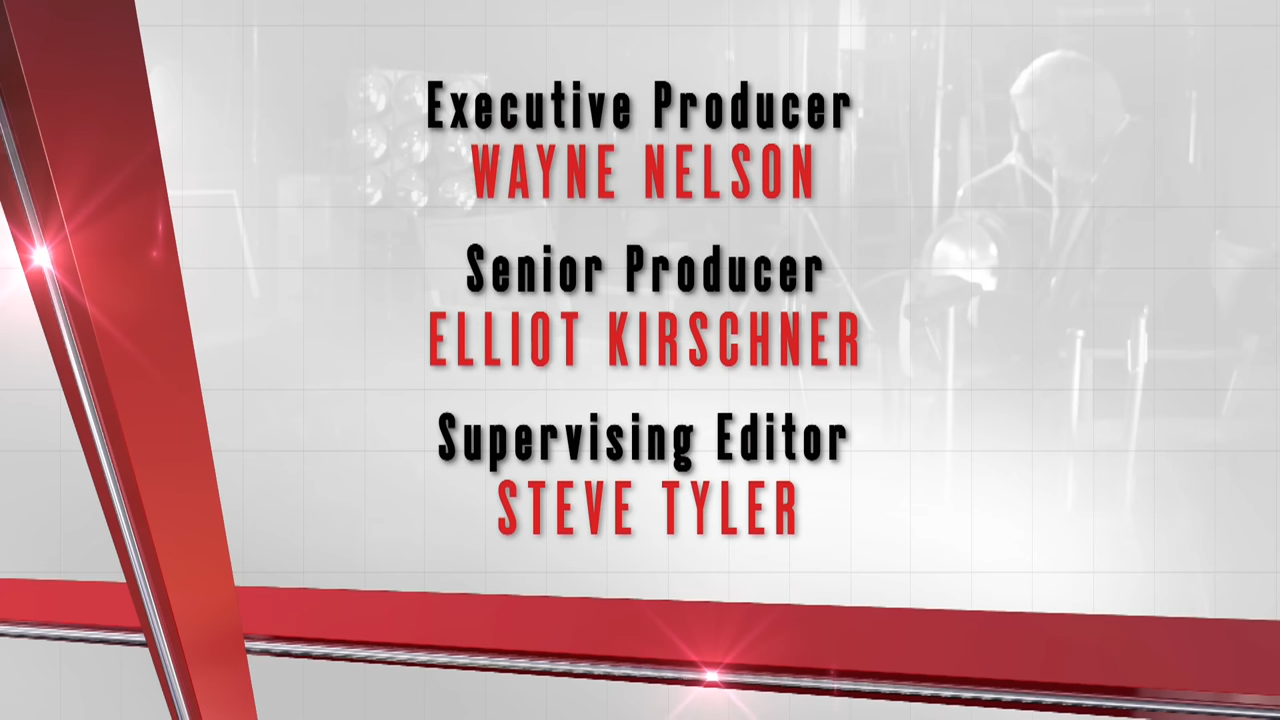 Executive Producer
WAYNE NELSON
Senior Producer
ELLIOT KIRSCHNER
Supervising Editor
STEVE TYLER